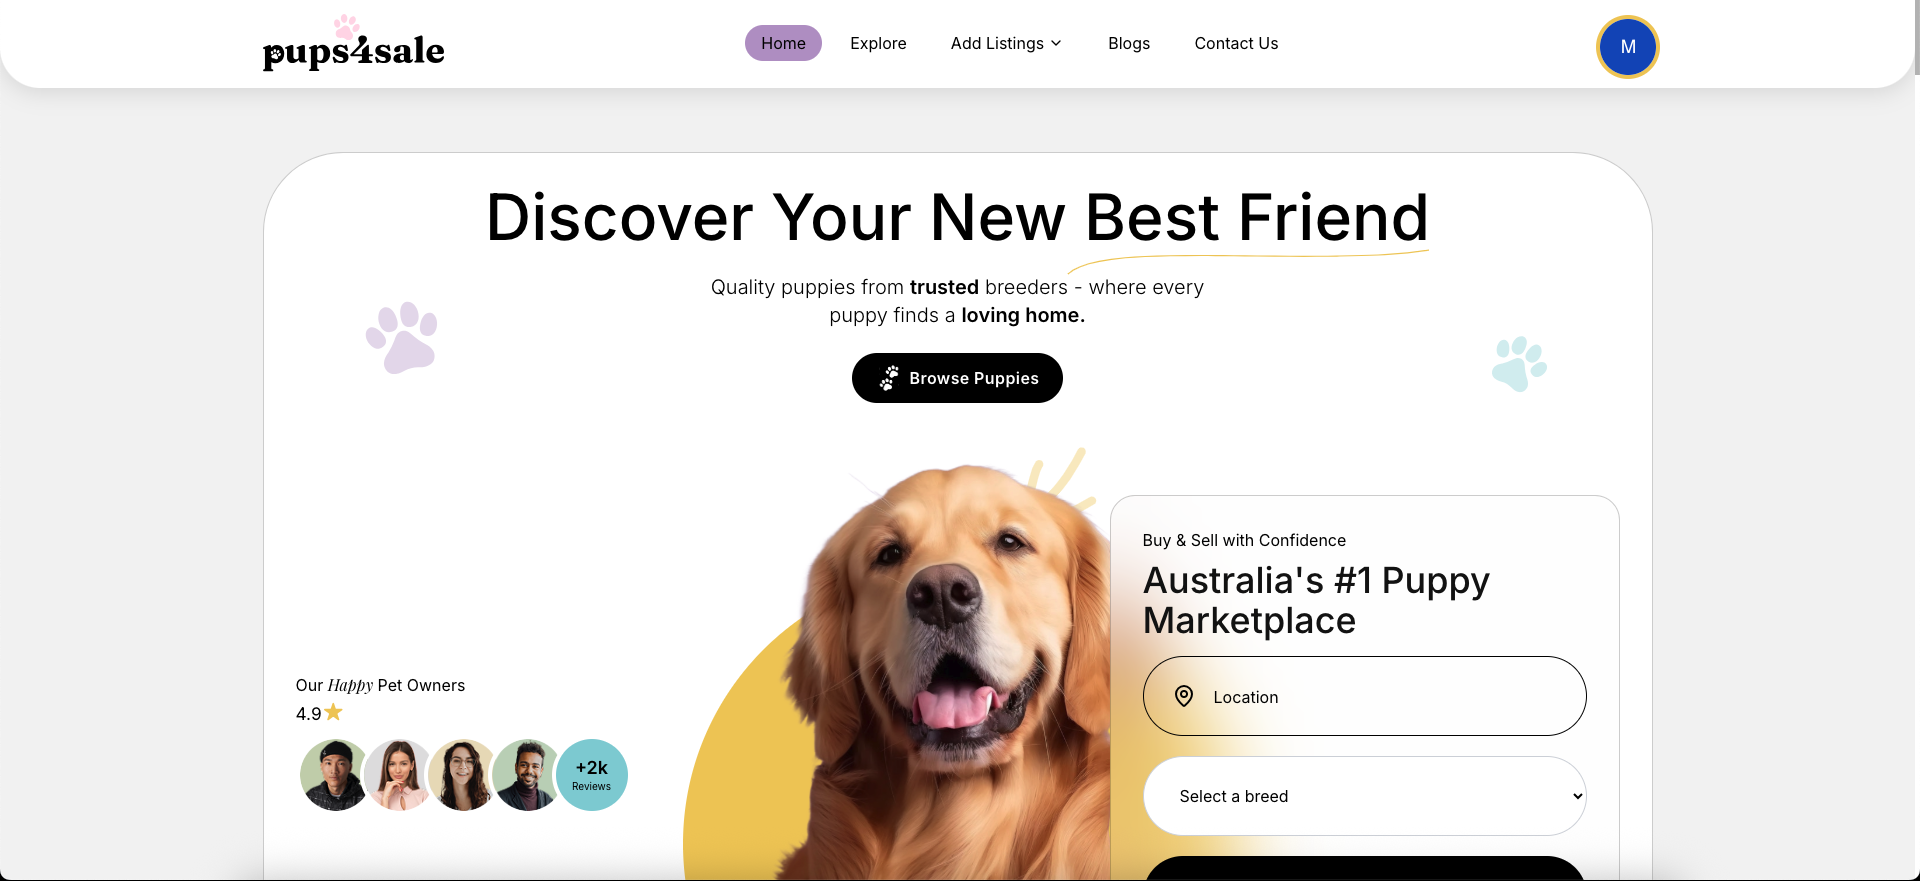 pups4sale
Home
Explore
Add Listings
Blogs
Contact Us
M
Discover Your New Best Friend
Quality puppies from trusted breeders - where every
puppy finds a loving home.
Browse Puppies
Buy & Sell with Confidence
Australia's #1 Puppy
Marketplace
Location
Select a breed
Our Happy Pet Owners
4.9
+2k
Reviews